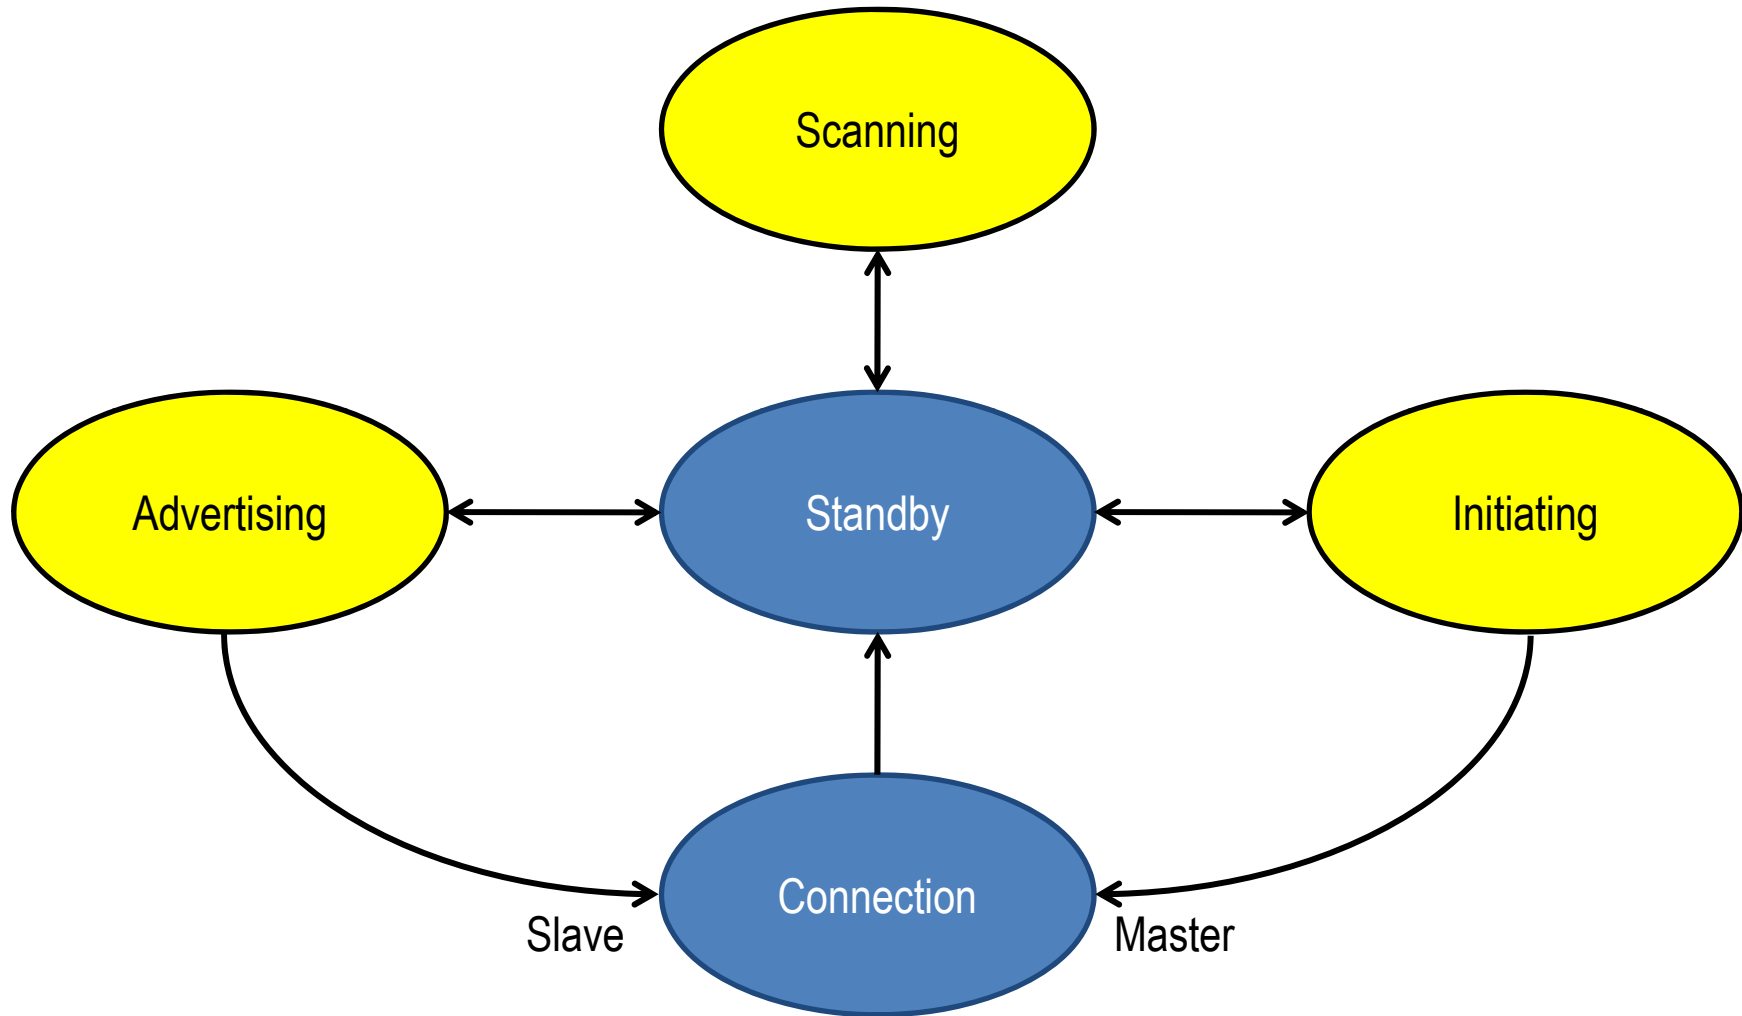 Scanning
Advertising
Standby
Initiating
Connection
Slave
Master